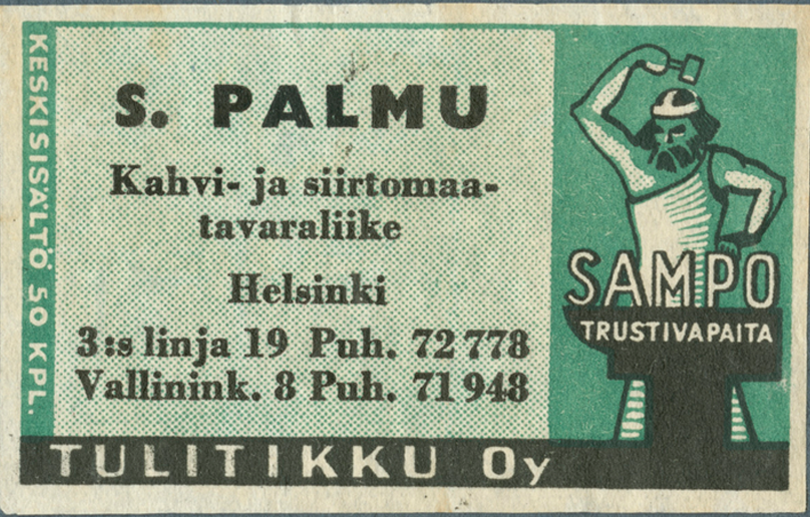 KESKISISÄLTÖ 50 KPL.
S. PALMU
Kahvi- ja siirtomaa-
tavaraliike
Helsinki
3:s linja 19 Puh. 72 778
Vallinink. 8 Puh. 71 948
SAMPO
TRUSTIVAPAITA
TULITIKKU Oy